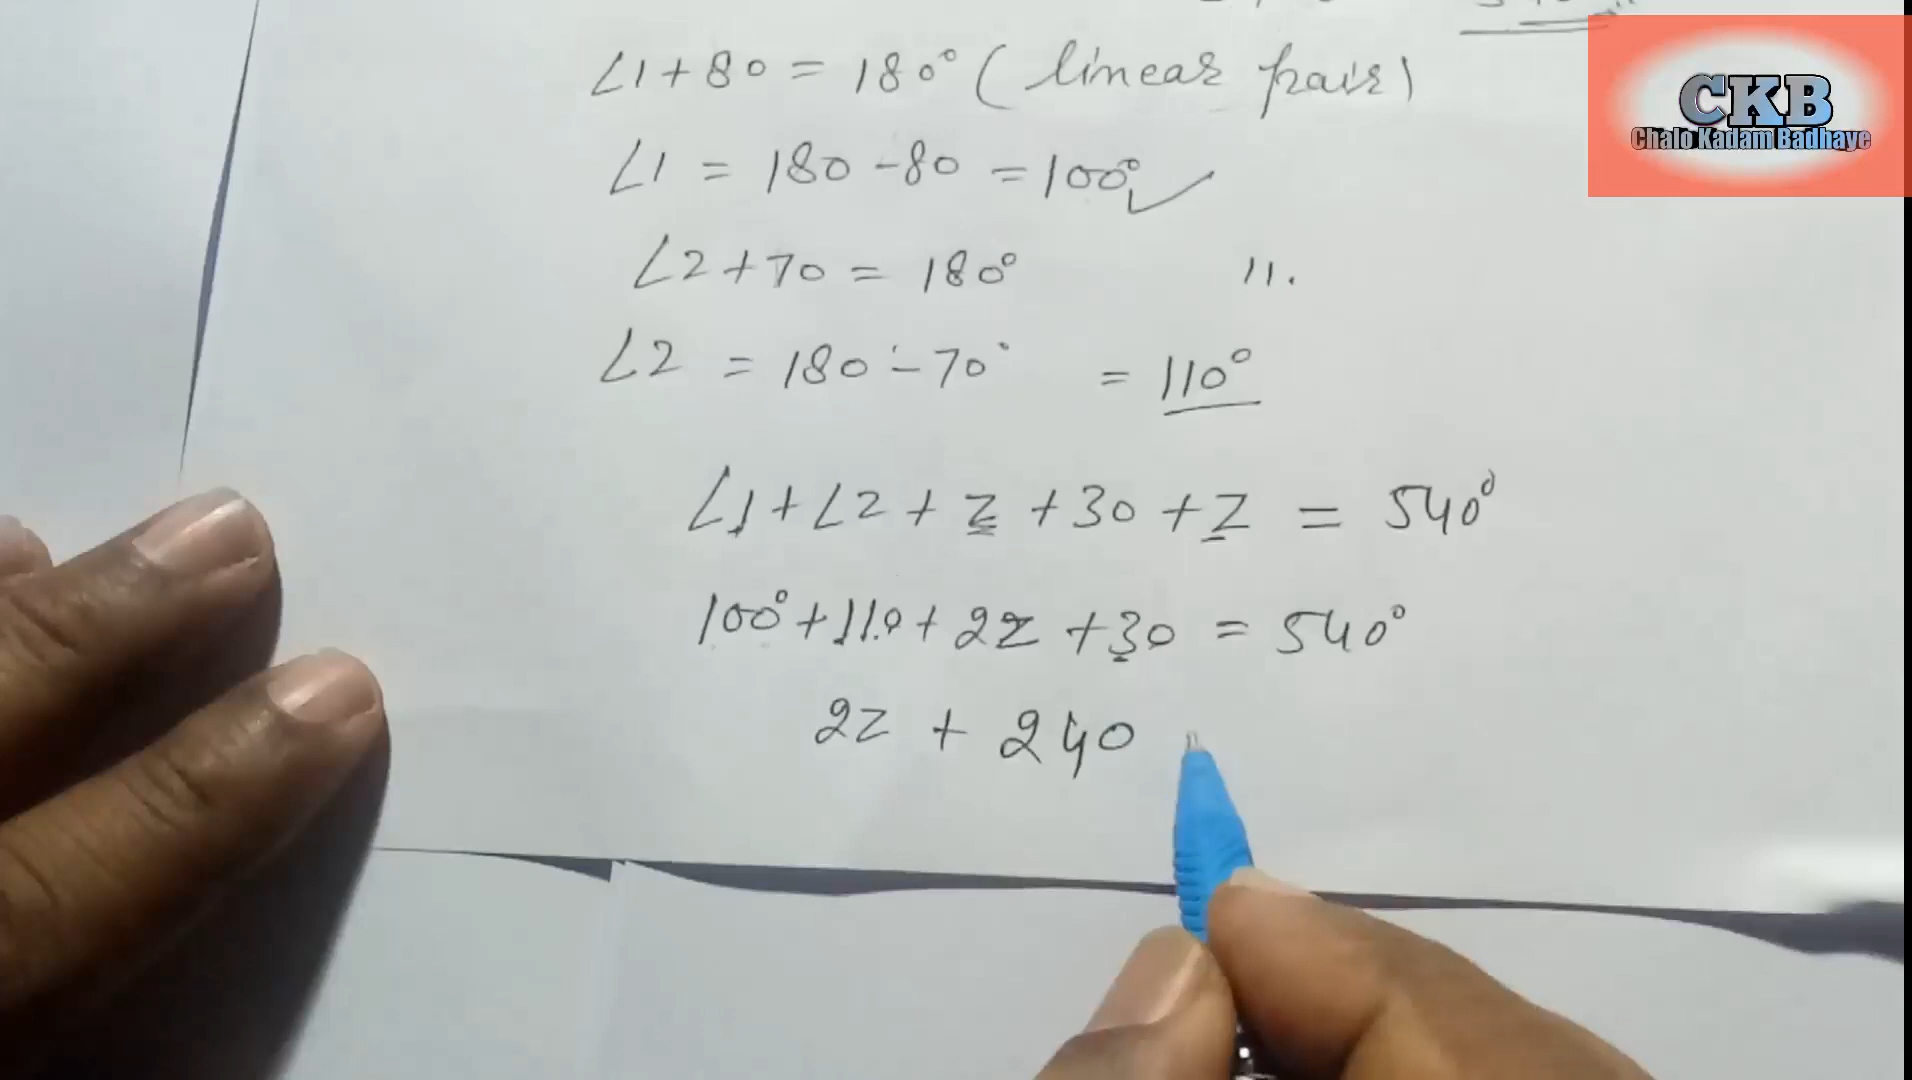 ∠1 + 80 = 180° (linear pair)
CKB
Chalo Kadam Badhaye
∠1 = 180 - 80 = 100°
∠2 + 70 = 180° 11.
∠2 = 180 - 70° = 110°
∠1 + ∠2 + z + 30 + z = 540°
100° + 110 + 2z + 30 = 540°
2z + 240